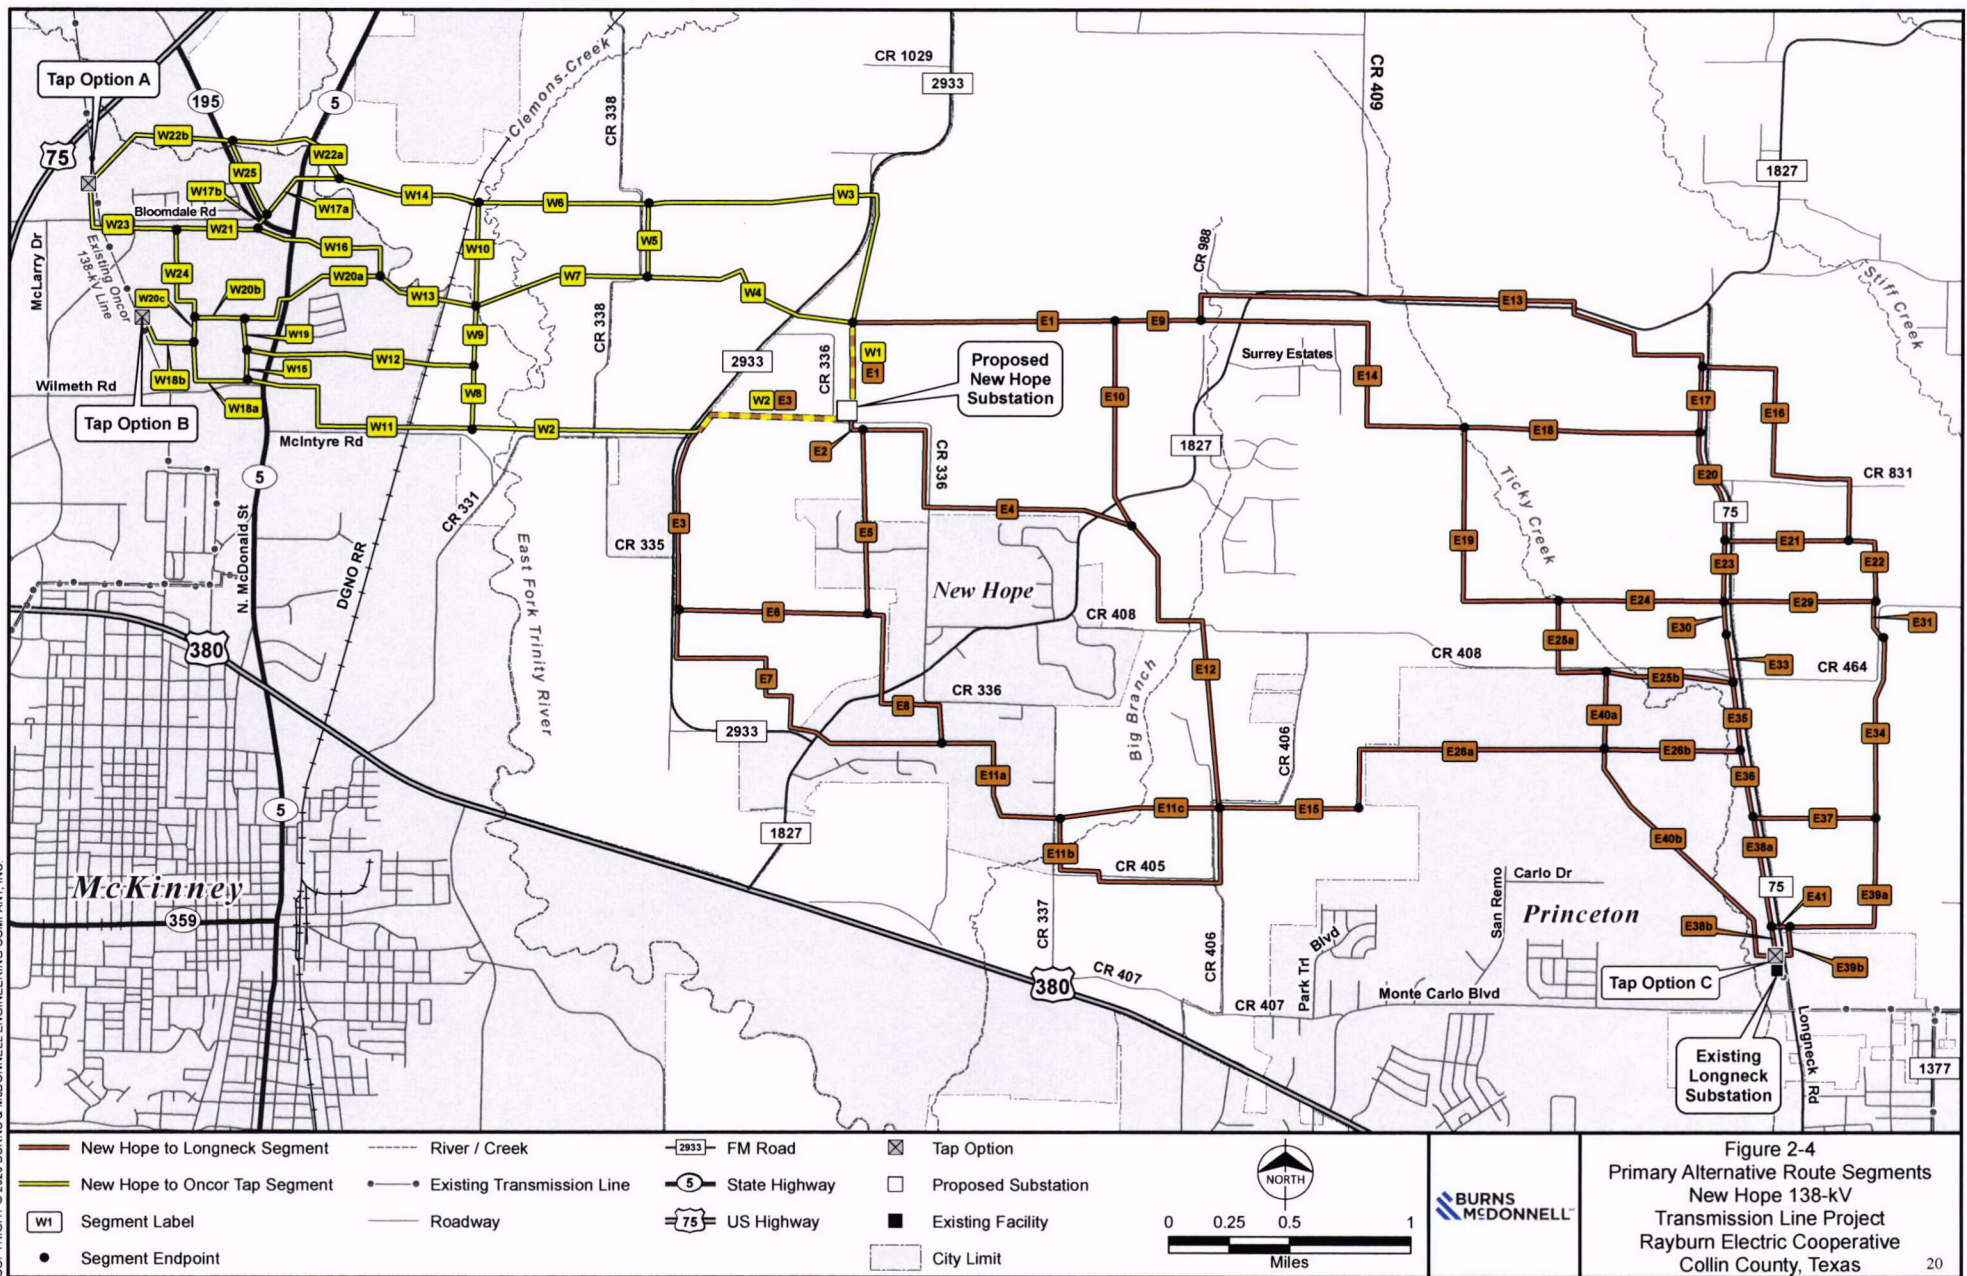 Tap Option A
195
5
CR 1029
2933
CR 338
Clemons Creek
CR 409
1827
75
W22b
W22a
W25
W17b
W17a
W14
W6
W3
Bloomdale Rd
W23
W21
W16
W10
W5
McLarry Dr
Existing Oncor
138-kV Line
W24
W20a
W20b
W20c
W13
W7
W4
CR 988
Stiff Creek
W19
W9
W12
W15
W18b
W18a
W8
Wilmeth Rd
Tap Option B
CR 338
2933
CR 336
W1
E1
E1
E9
E13
Proposed
New Hope
Substation
Surrey Estates
E14
E10
E17
E16
W11
W2
W2
E3
McIntyre Rd
E2
1827
E18
5
CR 331
CR 336
E20
CR 831
Ticky Creek
N. McDonald St
DGNO RR
East Fork Trinity River
E3
CR 335
E5
E4
75
E19
E21
E23
E22
New Hope
E6
CR 408
E24
E29
E30
E31
380
E25a
CR 408
E33
CR 464
E7
E12
Big Branch
E25b
E8
CR 336
E40a
E35
2933
CR 406
E26a
E26b
E34
E11a
E36
5
1827
E11c
E15
E37
E11b
CR 405
E40b
E38a
McKinney
359
San Remo
Carlo Dr
75
E41
E39a
Princeton
E38b
CR 337
CR 406
Park Trl
Blvd
E39b
380
CR 407
Tap Option C
CR 407
Monte Carlo Blvd
Longneck Rd
Existing
Longneck
Substation
1377
New Hope to Longneck Segment
New Hope to Oncor Tap Segment
W1 Segment Label
Segment Endpoint
River / Creek
Existing Transmission Line
Roadway
2933 FM Road
5 State Highway
75 US Highway
Tap Option
Proposed Substation
Existing Facility
City Limit
NORTH
0 0.25 0.5 1
Miles
BURNS
McDONNELL
Figure 2-4
Primary Alternative Route Segments
New Hope 138-kV
Transmission Line Project
Rayburn Electric Cooperative
Collin County, Texas
20